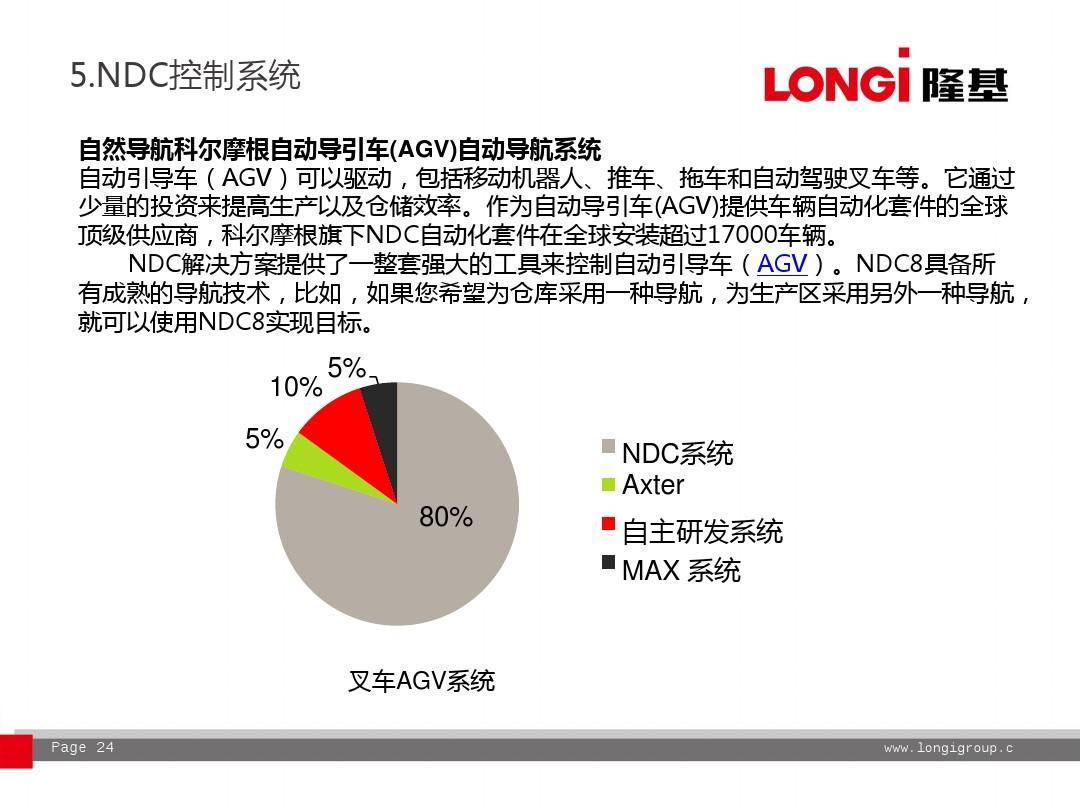 5.NDC控制系统
LONGi 隆基
自然导航科尔摩根自动导引车(AGV)自动导航系统
自动引导车（AGV）可以驱动，包括移动机器人、推车、拖车和自动驾驶叉车等。它通过
少量的投资来提高生产以及仓储效率。作为自动导引车(AGV)提供车辆自动化套件的全球
顶级供应商，科尔摩根旗下NDC自动化套件在全球安装超过17000车辆。
NDC解决方案提供了一整套强大的工具来控制自动引导车（AGV）。NDC8具备所
有成熟的导航技术，比如，如果您希望为仓库采用一种导航，为生产区采用另外一种导航，
就可以使用NDC8实现目标。
5%
10%
5%
80%
NDC系统
Axter
自主研发系统
MAX 系统
叉车AGV系统
Page 24
www.longigroup.c